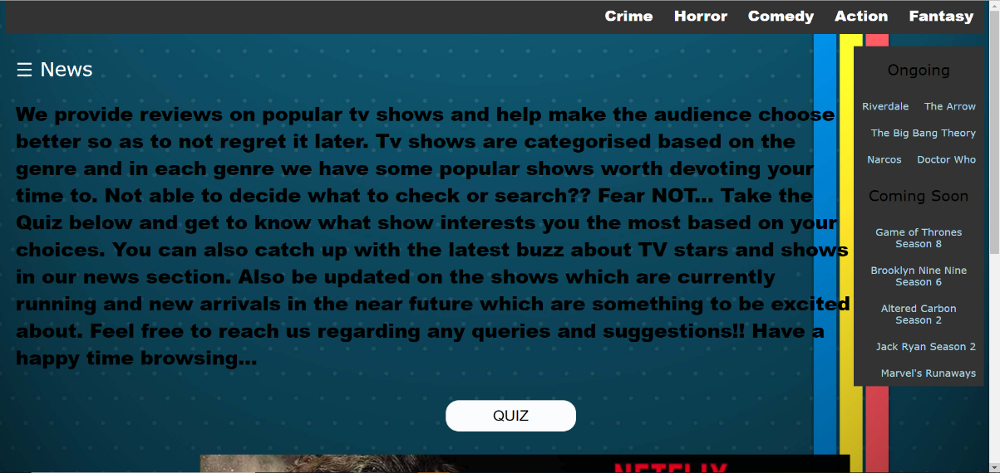 Crime Horror Comedy Action Fantasy
☰ News
We provide reviews on popular tv shows and help make the audience choose
better so as to not regret it later. Tv shows are categorised based on the
genre and in each genre we have some popular shows worth devoting your
time to. Not able to decide what to check or search?? Fear NOT... Take the
Quiz below and get to know what show interests you the most based on your
choices. You can also catch up with the latest buzz about TV stars and shows
in our news section. Also be updated on the shows which are currently
running and new arrivals in the near future which are something to be excited
about. Feel free to reach us regarding any queries and suggestions!! Have a
happy time browsing...
QUIZ
Ongoing
Riverdale The Arrow
The Big Bang Theory
Narcos Doctor Who
Coming Soon
Game of Thrones
Season 8
Brooklyn Nine Nine
Season 6
Altered Carbon
Season 2
Jack Ryan Season 2
Marvel's Runaways
NETFLIX